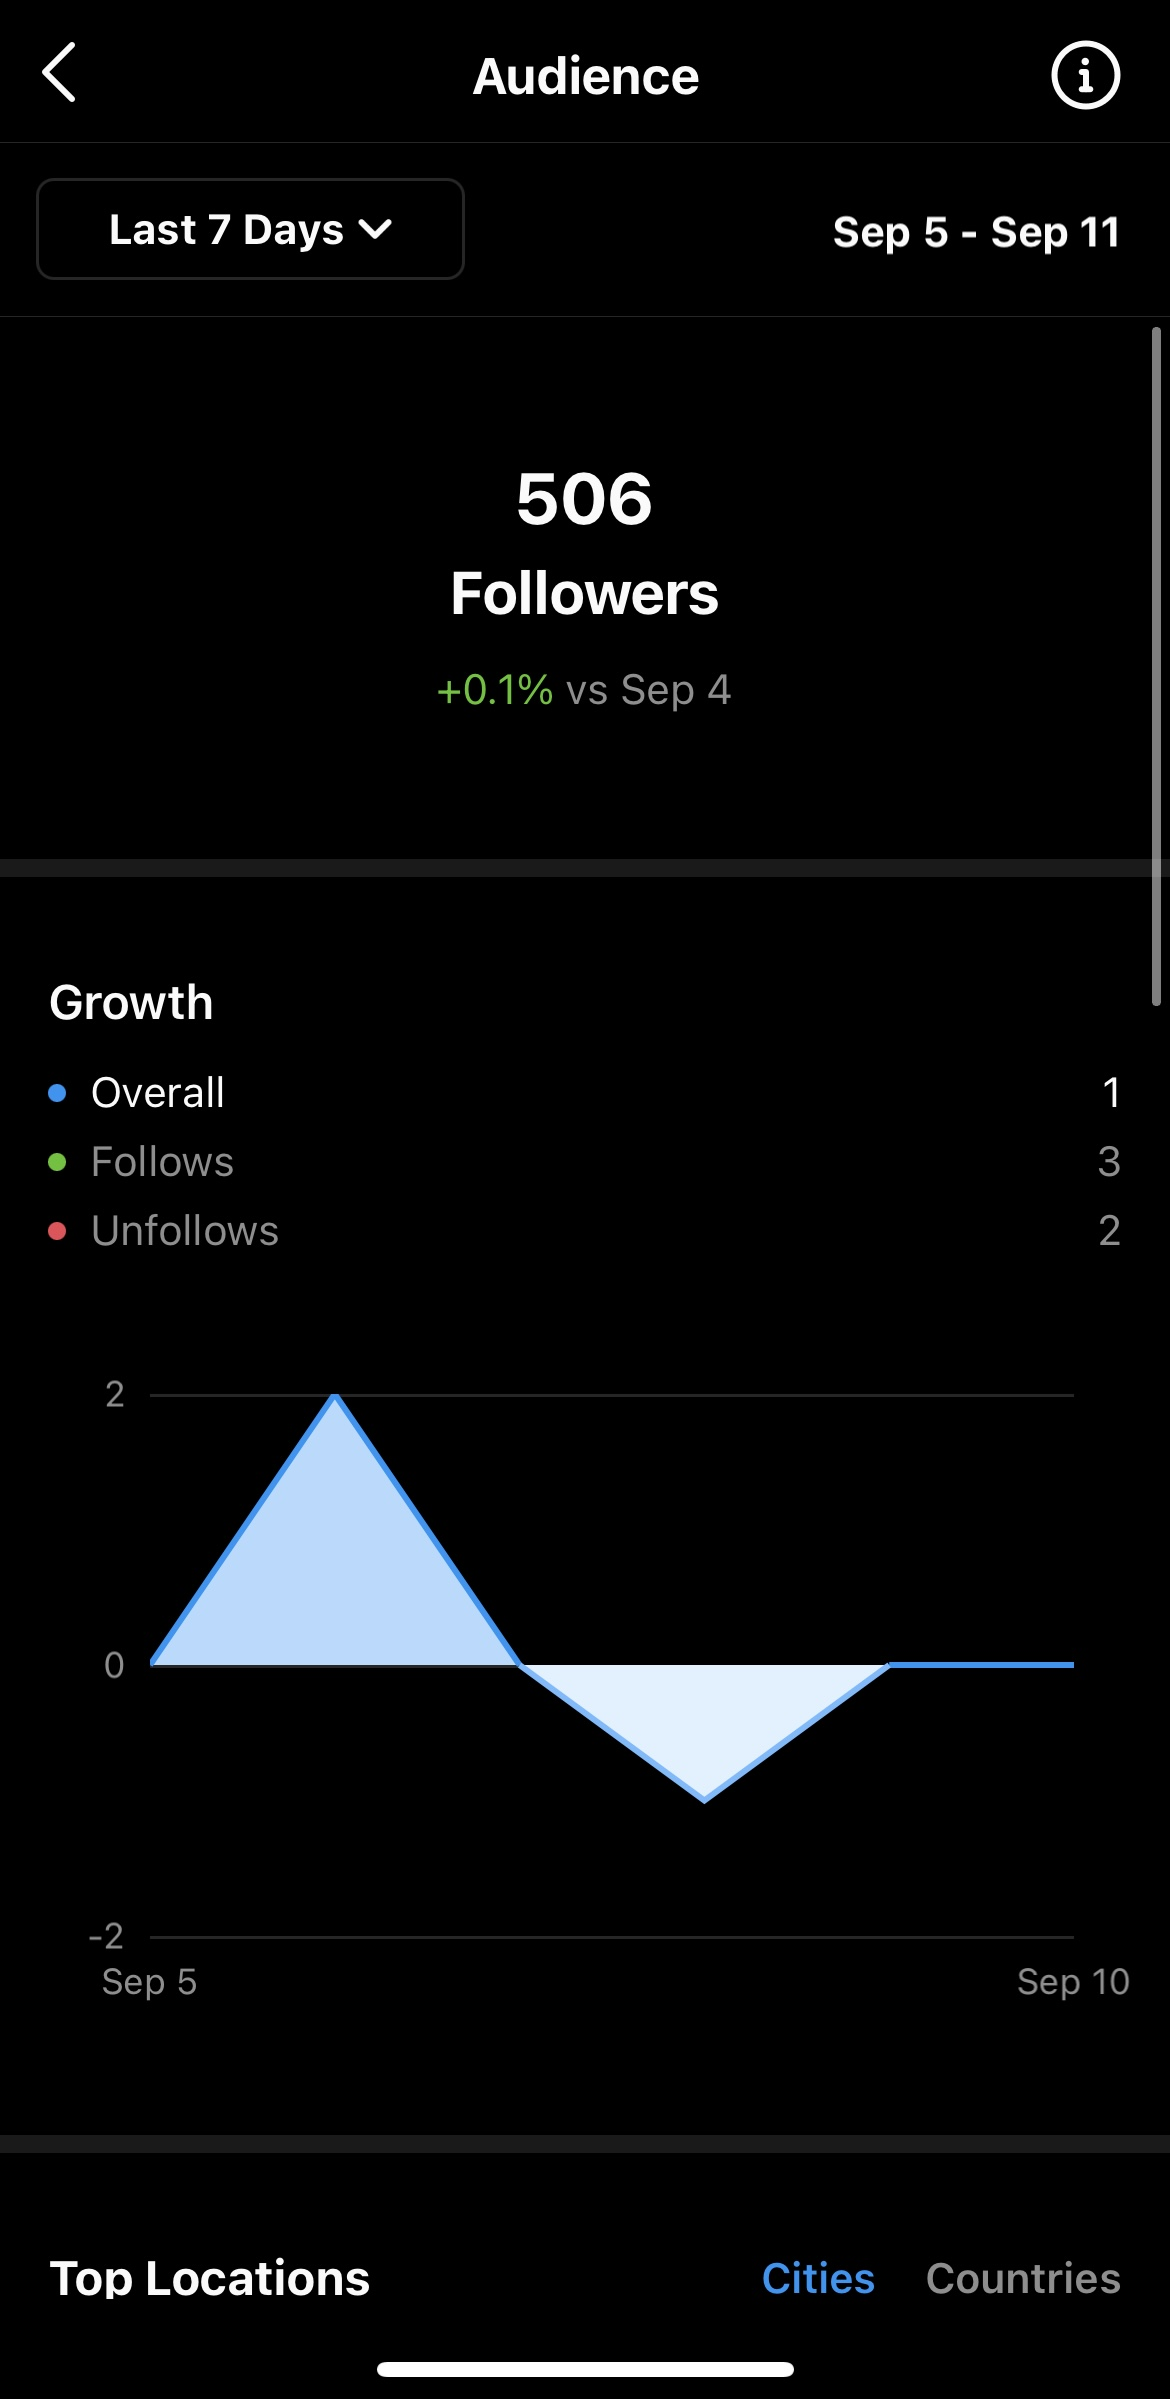 Audience
Last 7 Days
Sep 5 - Sep 11
506
Followers
+0.1% vs Sep 4
Growth
Overall 1
Follows 3
Unfollows 2
2
0
-2
Sep 5 Sep 10
Top Locations Cities Countries